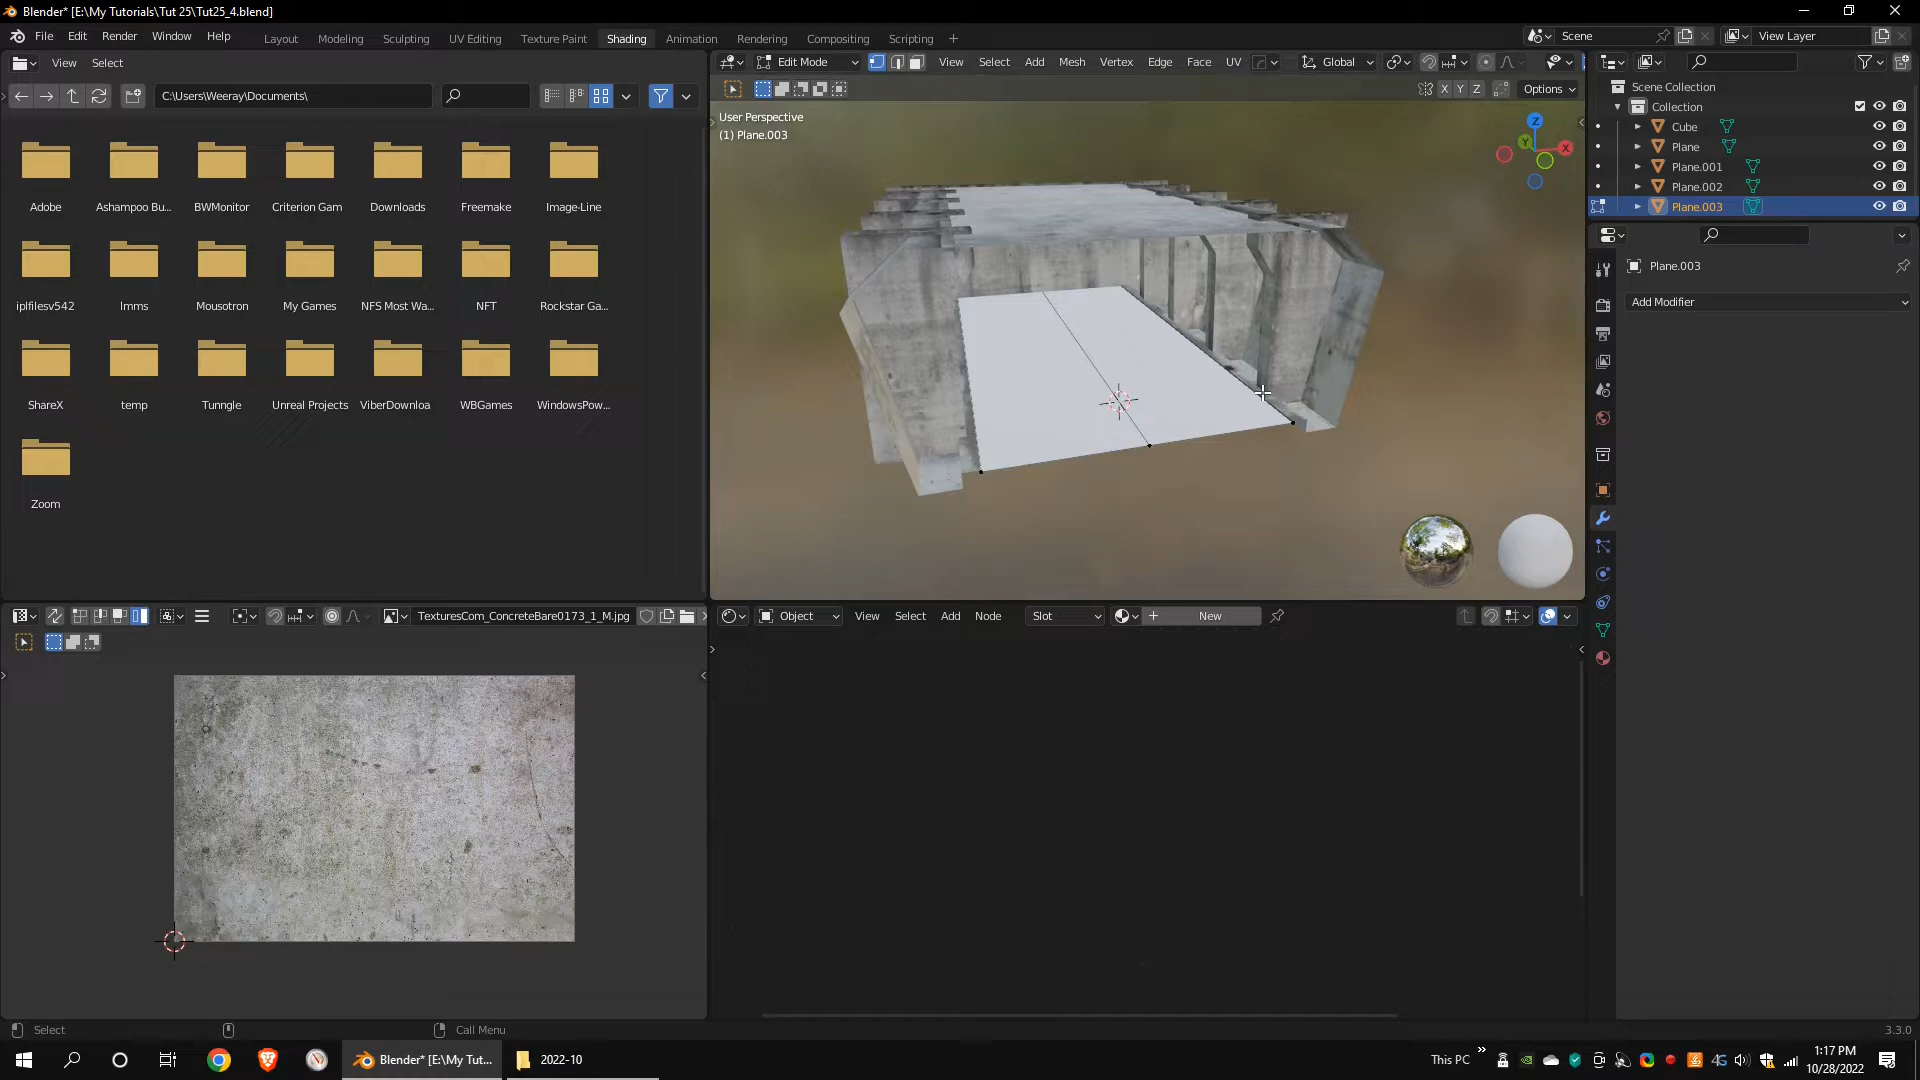 Blender* [E:\My Tutorials\Tut 25\Tut25_4.blend]
File Edit Render Window Help
Layout Modeling Sculpting UV Editing Texture Paint Shading Animation Rendering Compositing Scripting
Scene View Layer
View Select
C:\Users\Weeray\Documents\
Adobe Ashampoo Bu... BWMonitor Criterion Gam Downloads Freemake Image-Line
iplfilesv542 lmms Mousotron My Games NFS Most Wa... NFT Rockstar Ga...
ShareX temp Tunngle Unreal Projects ViberDownloa WBGames WindowsPow...
Zoom
Edit Mode View Select Add Mesh Vertex Edge Face UV Global
X Y Z Options
User Perspective
(1) Plane.003
Z
Y
X
Scene Collection
Collection
Cube
Plane
Plane.001
Plane.002
Plane.003
Plane.003
Add Modifier
TexturesCom_ConcreteBare0173_1_M.jpg
Object View Select Add Node Slot New
Select Call Menu 3.3.0
Blender* [E:\My Tut... 2022-10 This PC 4G 1:17 PM
10/28/2022